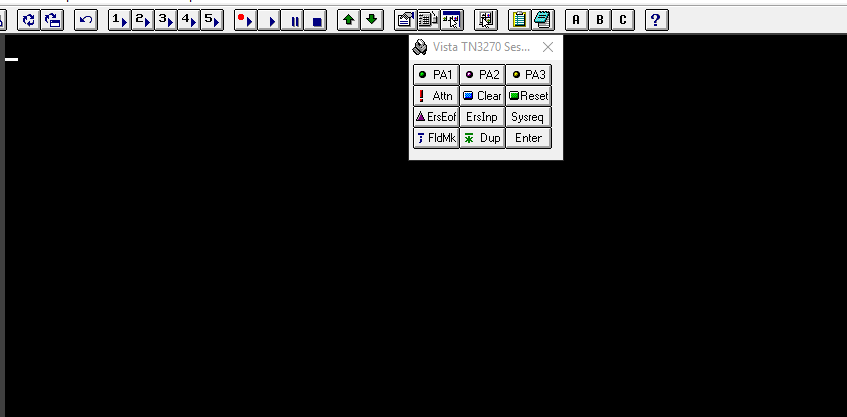 1 2 3 4 5 A B C ?
Vista TN3270 Ses...
PA1 PA2 PA3
! Attn Clear Reset
ErsEof ErsInp Sysreq
; FldMk * Dup Enter